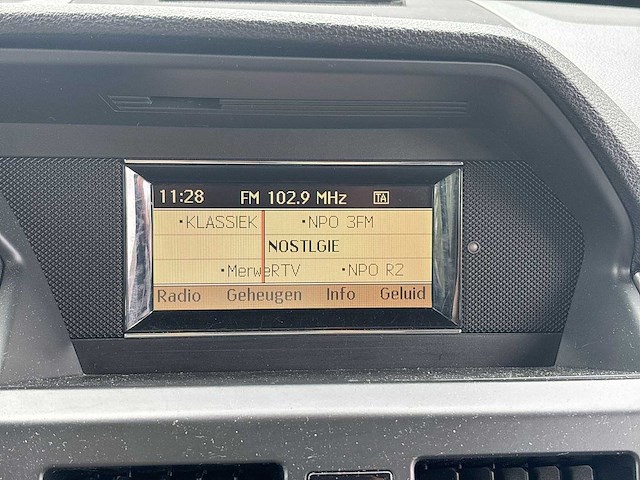 11:28 FM 102.9 MHz TA
•KLASSIEK •NPO 3FM
NOSTLGIE
•MerweRTV •NPO R2
Radio Geheugen Info Geluid